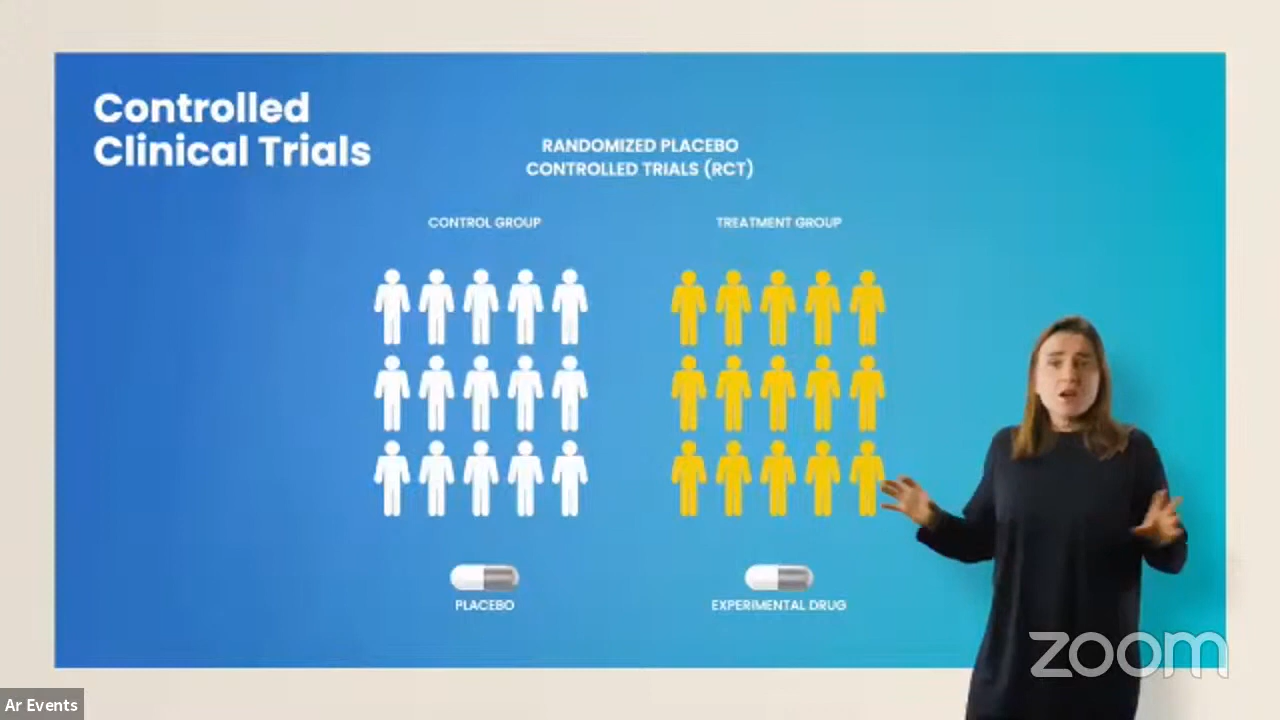 Controlled
Clinical Trials
RANDOMIZED PLACEBO
CONTROLLED TRIALS (RCT)
CONTROL GROUP
TREATMENT GROUP
PLACEBO
EXPERIMENTAL DRUG
zoom
Ar Events